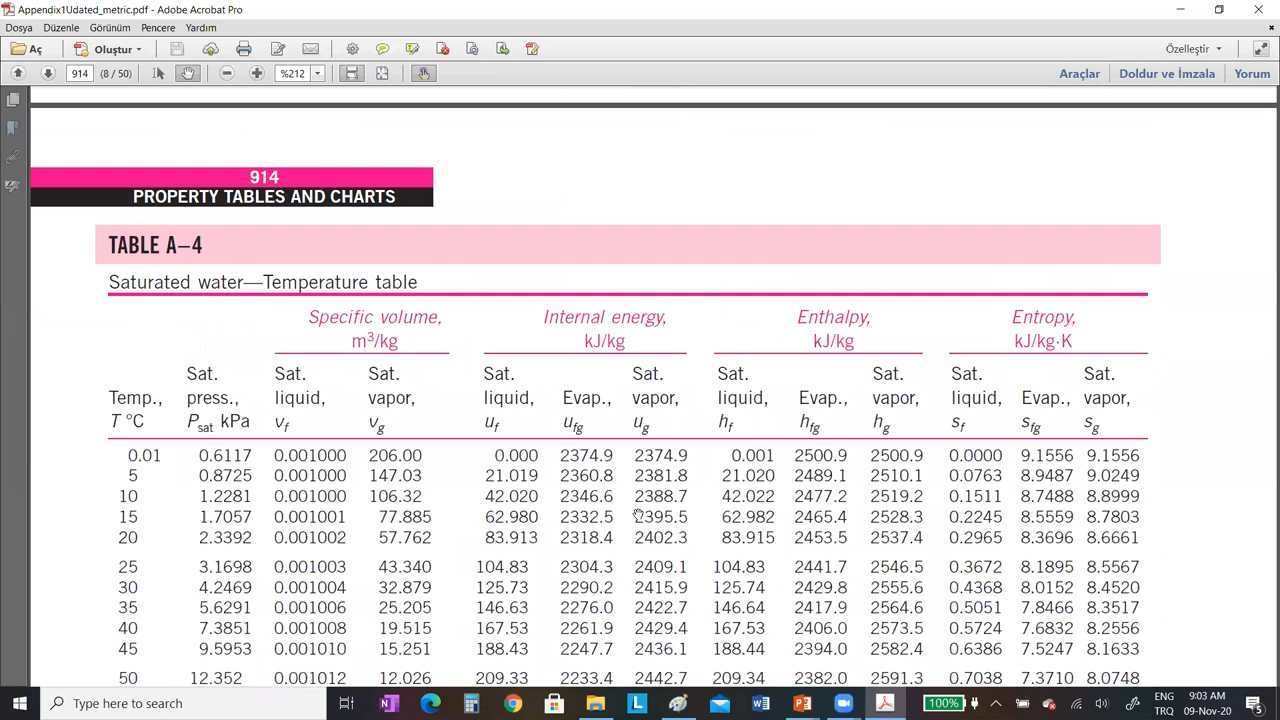 Appendix1Udated_metric.pdf - Adobe Acrobat Pro
Dosya Düzenle Görünüm Pencere Yardım
Aç Oluştur Özelleştir
914 (8 / 50) %212 Araçlar Doldur ve İmzala Yorum
914
PROPERTY TABLES AND CHARTS
TABLE A–4
Saturated water—Temperature table
Specific volume, Internal energy, Enthalpy, Entropy,
m³/kg kJ/kg kJ/kg kJ/kg·K
Sat. Sat. Sat. Sat. Sat. Sat. Sat. Sat. Sat.
Temp., press., liquid, vapor, liquid, Evap., vapor, liquid, Evap., vapor, liquid, Evap., vapor,
T °C Psat kPa vf vg uf ufg ug hf hfg hg sf sfg sg
0.01 0.6117 0.001000 206.00 0.000 2374.9 2374.9 0.001 2500.9 2500.9 0.0000 9.1556 9.1556
5 0.8725 0.001000 147.03 21.019 2360.8 2381.8 21.020 2489.1 2510.1 0.0763 8.9487 9.0249
10 1.2281 0.001000 106.32 42.020 2346.6 2388.7 42.022 2477.2 2519.2 0.1511 8.7488 8.8999
15 1.7057 0.001001 77.885 62.980 2332.5 2395.5 62.982 2465.4 2528.3 0.2245 8.5559 8.7803
20 2.3392 0.001002 57.762 83.913 2318.4 2402.3 83.915 2453.5 2537.4 0.2965 8.3696 8.6661
25 3.1698 0.001003 43.340 104.83 2304.3 2409.1 104.83 2441.7 2546.5 0.3672 8.1895 8.5567
30 4.2469 0.001004 32.879 125.73 2290.2 2415.9 125.74 2429.8 2555.6 0.4368 8.0152 8.4520
35 5.6291 0.001006 25.205 146.63 2276.0 2422.7 146.64 2417.9 2564.6 0.5051 7.8466 8.3517
40 7.3851 0.001008 19.515 167.53 2261.9 2429.4 167.53 2406.0 2573.5 0.5724 7.6832 8.2556
45 9.5953 0.001010 15.251 188.43 2247.7 2436.1 188.44 2394.0 2582.4 0.6386 7.5247 8.1633
50 12.352 0.001012 12.026 209.33 2233.4 2442.7 209.34 2382.0 2591.3 0.7038 7.3710 8.0748
Type here to search 100% ENG 9:03 AM
TRQ 09-Nov-20